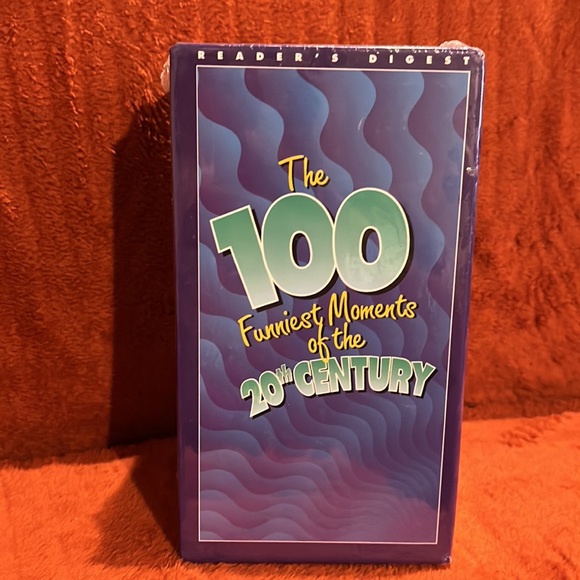 READER'S DIGEST
The
100
Funniest Moments
of the
20th CENTURY